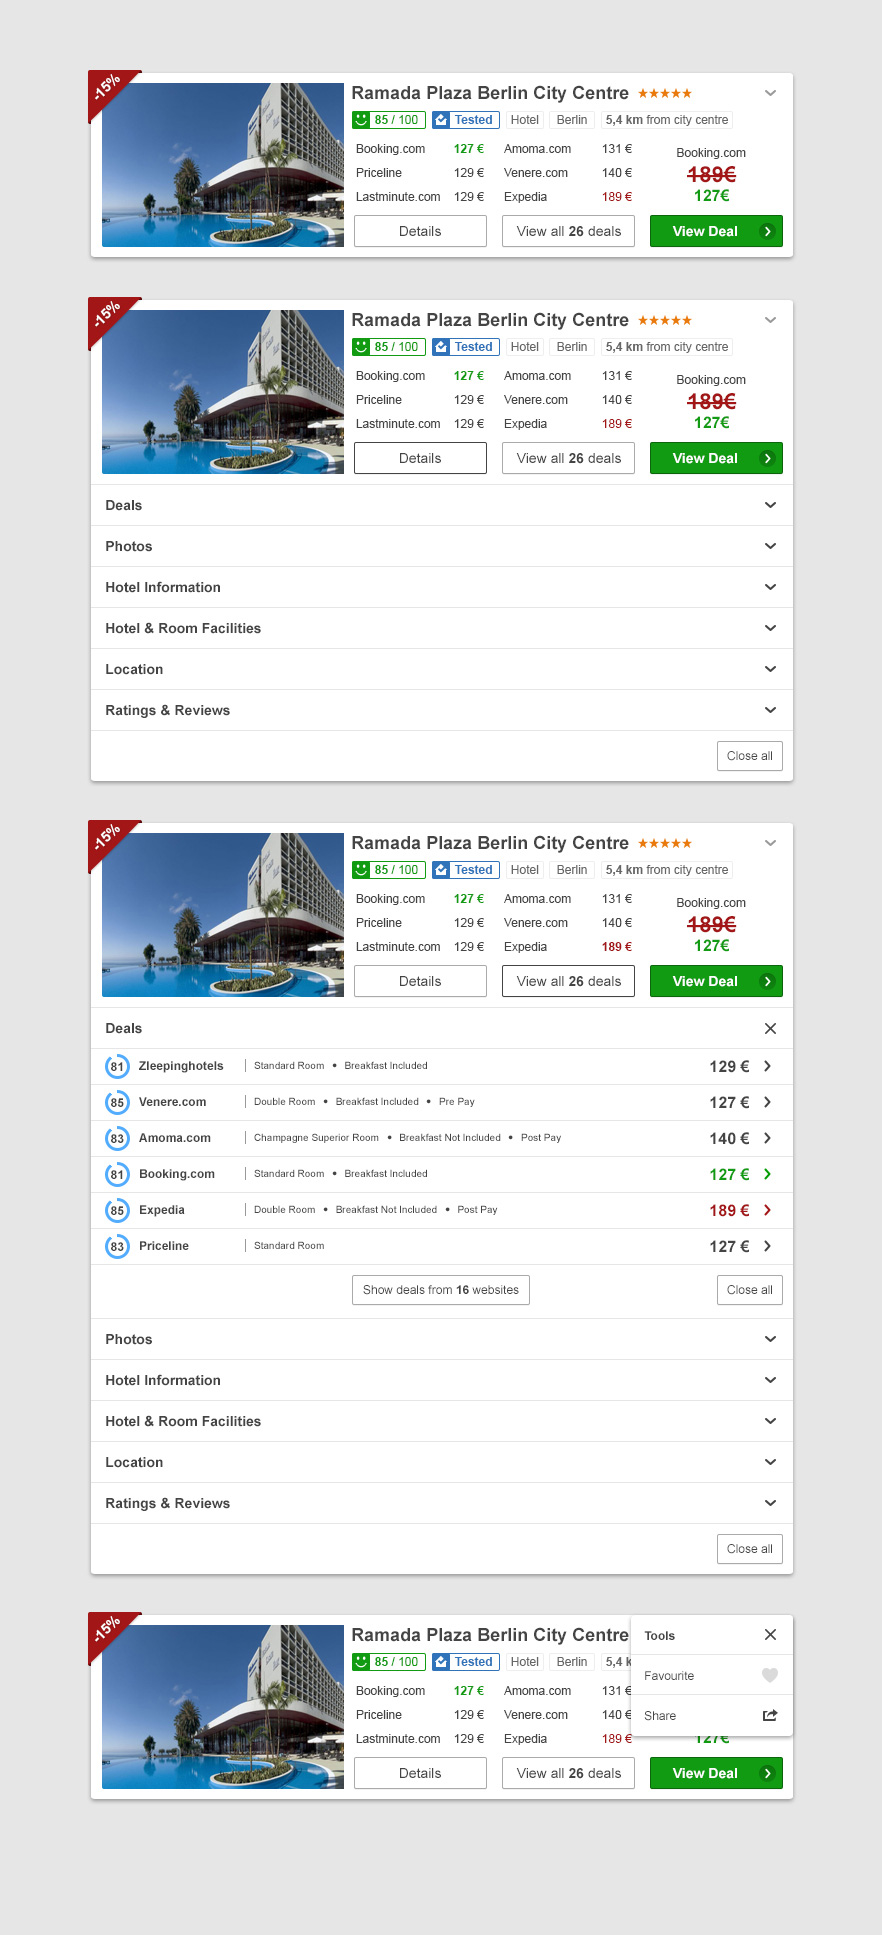 -15%
Ramada Plaza Berlin City Centre
85 / 100 Tested Hotel Berlin 5,4 km from city centre
Booking.com 127 € Amoma.com 131 € Booking.com
Priceline 129 € Venere.com 140 € 189€
Lastminute.com 129 € Expedia 189 € 127€
Details View all 26 deals View Deal
-15%
Ramada Plaza Berlin City Centre
85 / 100 Tested Hotel Berlin 5,4 km from city centre
Booking.com 127 € Amoma.com 131 € Booking.com
Priceline 129 € Venere.com 140 € 189€
Lastminute.com 129 € Expedia 189 € 127€
Details View all 26 deals View Deal
Deals
Photos
Hotel Information
Hotel & Room Facilities
Location
Ratings & Reviews
Close all
-15%
Ramada Plaza Berlin City Centre
85 / 100 Tested Hotel Berlin 5,4 km from city centre
Booking.com 127 € Amoma.com 131 € Booking.com
Priceline 129 € Venere.com 140 € 189€
Lastminute.com 129 € Expedia 189 € 127€
Details View all 26 deals View Deal
Deals
81 Zleepinghotels Standard Room • Breakfast Included 129 €
85 Venere.com Double Room • Breakfast Included • Pre Pay 127 €
83 Amoma.com Champagne Superior Room • Breakfast Not Included • Post Pay 140 €
81 Booking.com Standard Room • Breakfast Included 127 €
85 Expedia Double Room • Breakfast Not Included • Post Pay 189 €
83 Priceline Standard Room 127 €
Show deals from 16 websites Close all
Photos
Hotel Information
Hotel & Room Facilities
Location
Ratings & Reviews
Close all
-15%
Ramada Plaza Berlin City Centre Tools
85 / 100 Tested Hotel Berlin 5,4 k
Favourite
Booking.com 127 € Amoma.com 131 €
Priceline 129 € Venere.com 140 € Share
Lastminute.com 129 € Expedia 189 € 127€
Details View all 26 deals View Deal